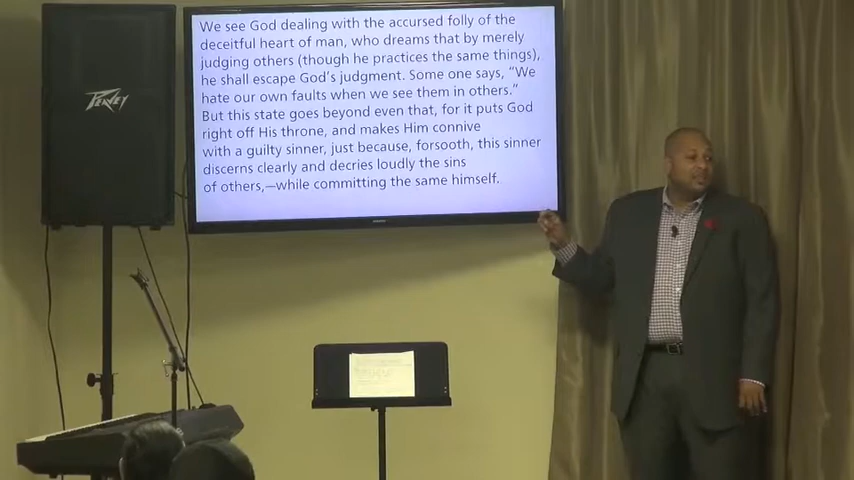 We see God dealing with the accursed folly of the
deceitful heart of man, who dreams that by merely
judging others (though he practices the same things),
he shall escape God's judgment. Some one says, "We
hate our own faults when we see them in others."
But this state goes beyond even that, for it puts God
right off His throne, and makes Him connive
with a guilty sinner, just because, forsooth, this sinner
discerns clearly and decries loudly the sins
of others,—while committing the same himself.
PEAVEY